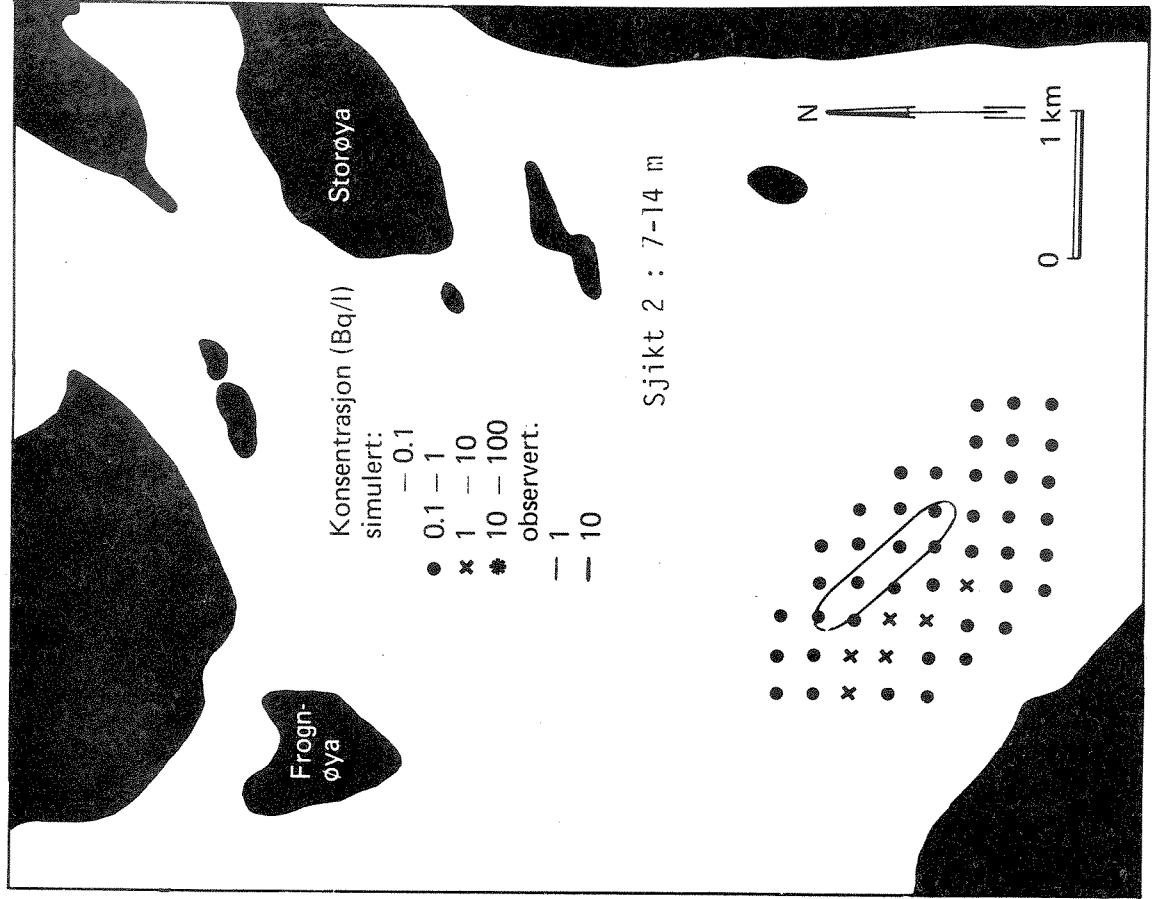 Storøya
Frogn-
øya
Konsentrasjon (Bq/l)
simulert:
– 0.1
● 0.1 – 1
× 1 – 10
✱ 10 – 100
observert:
— 1
— 10
Sjikt 2 : 7-14 m
N
0 1 km